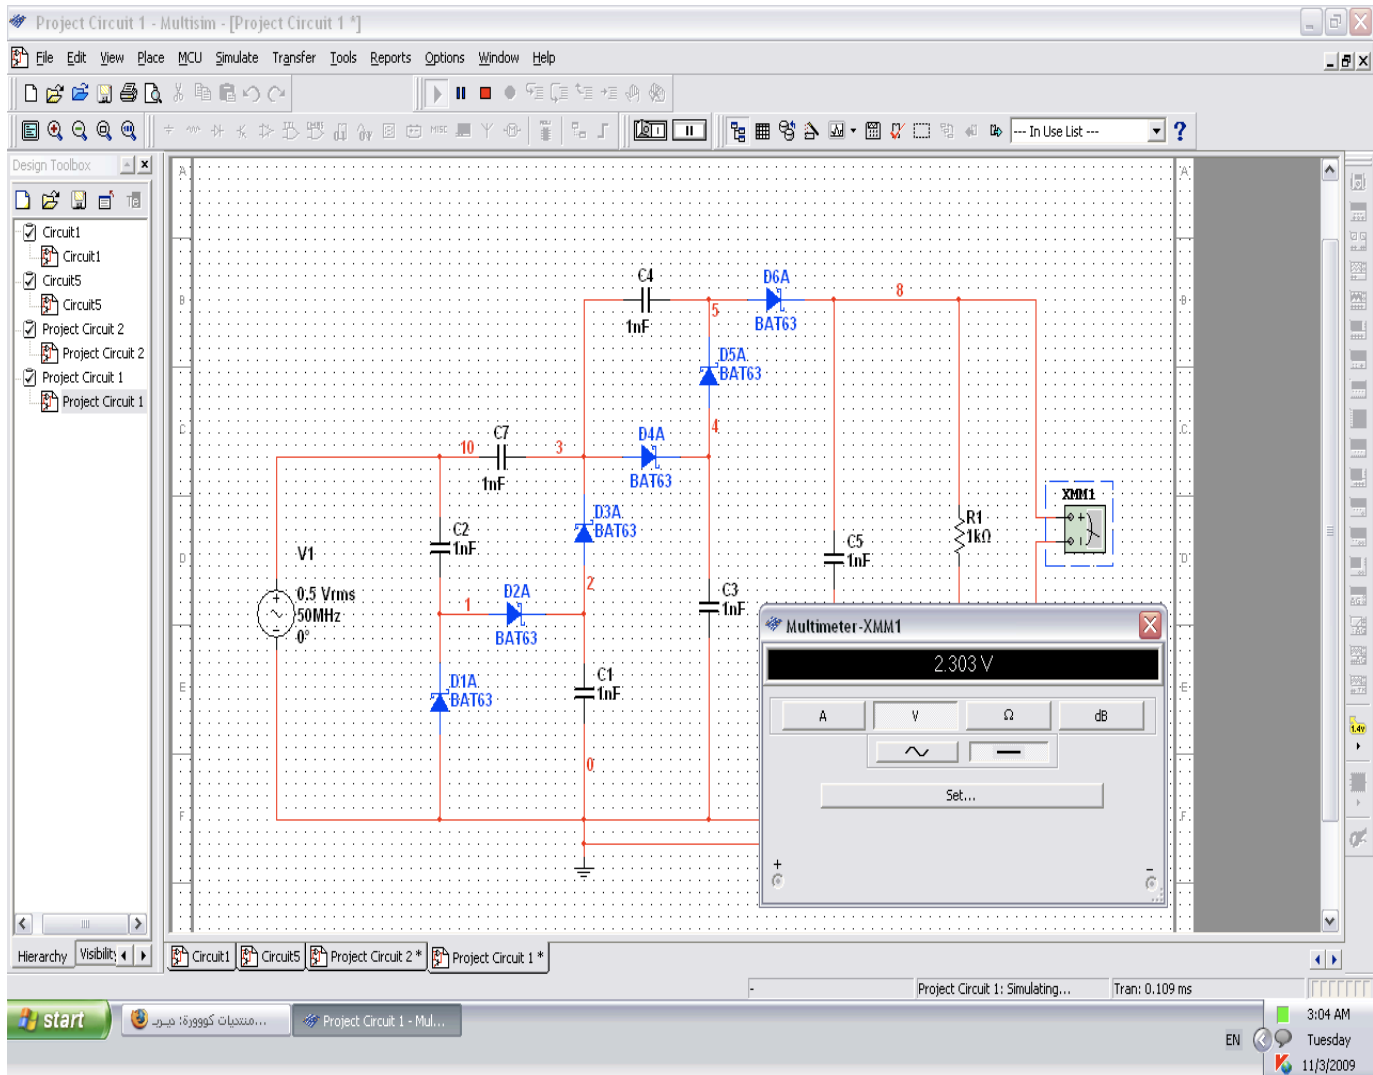 Project Circuit 1 - Multisim - [Project Circuit 1 *]
File Edit View Place MCU Simulate Transfer Tools Reports Options Window Help
MISC
--- In Use List ---
Design Toolbox
Circuit1
Circuit1
Circuit5
Circuit5
Project Circuit 2
Project Circuit 2
Project Circuit 1
Project Circuit 1
A A
B B
C C
D D
E E
F F
C4
1nF
5
D6A
BAT63
8
D5A
BAT63
4
10
C7
1nF
3
D4A
BAT63
D3A
BAT63
C2
1nF
2
V1
0.5 Vrms
50MHz
0°
1
D2A
BAT63
D1A
BAT63
C1
1nF
0
C3
1nF
C5
1nF
R1
1kΩ
XMM1
+
Multimeter-XMM1
2.303 V
A V Ω dB
Set...
+ -
1.4v
Hierarchy Visibility
Circuit1 Circuit5 Project Circuit 2 * Project Circuit 1 *
- Project Circuit 1: Simulating... Tran: 0.109 ms
start
منتديات كووورة: ديـربـ...
Project Circuit 1 - Mul...
EN
3:04 AM
Tuesday
11/3/2009